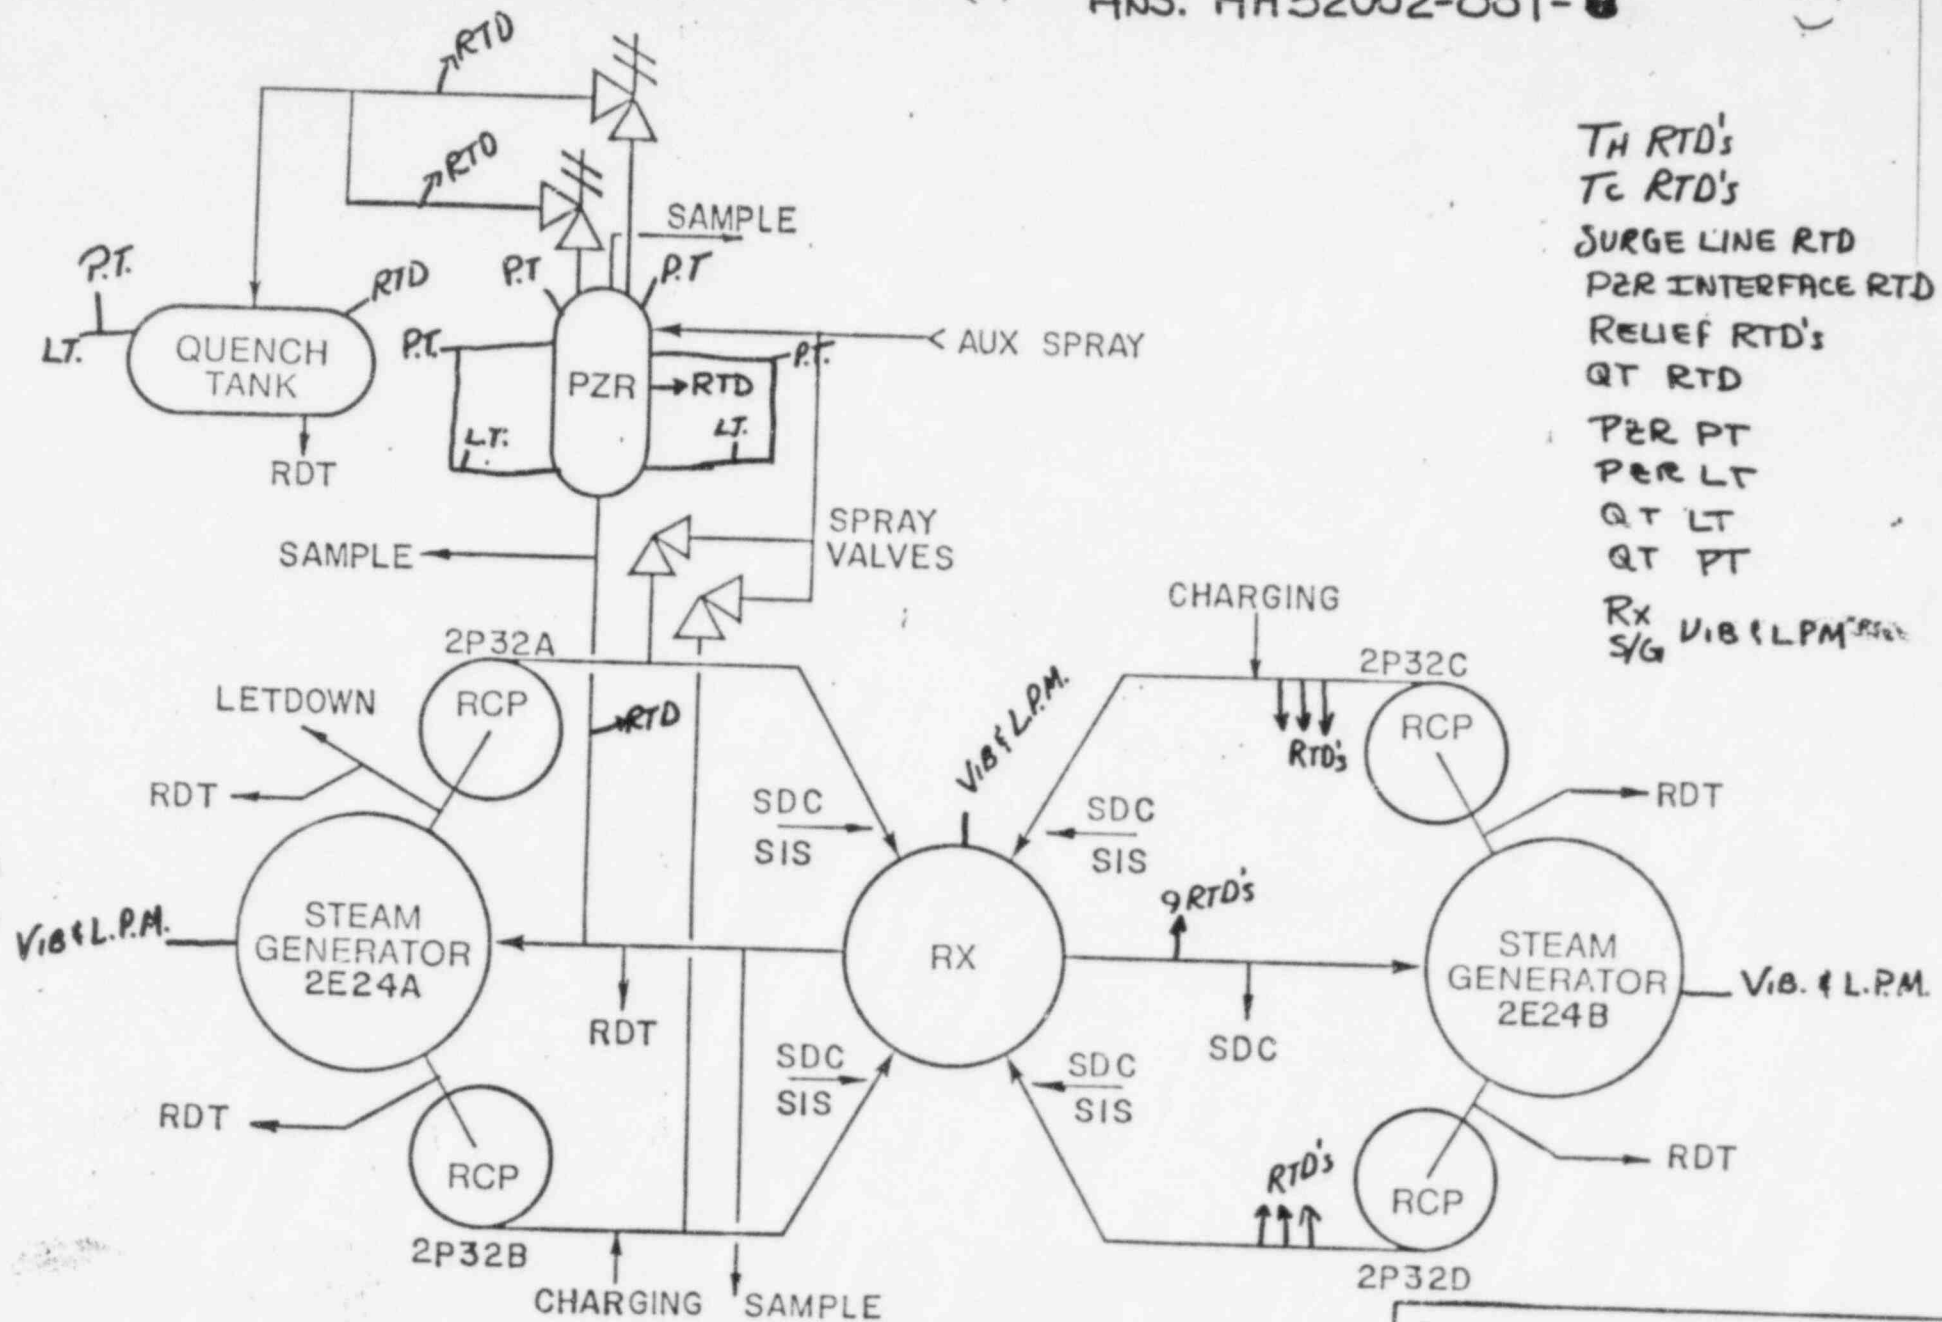 ANS. AA52002-001-
RTD
RTD
SAMPLE
P.T.
LT.
RTD
QUENCH
TANK
RDT
P.T
P.T
P.T.
P.T.
PZR
RTD
L.T.
LT.
AUX SPRAY
SPRAY
VALVES
SAMPLE
TH RTD's
TC RTD's
SURGE LINE RTD
PZR INTERFACE RTD
RELIEF RTD's
QT RTD
PZR PT
PZR LT
QT LT
QT PT
RX
S/G VIB & LPM
CHARGING
2P32A
RCP
LETDOWN
RDT
RTD
VIB & L.P.M.
2P32C
RCP
RTD's
RDT
SDC
SIS
SDC
SIS
VIB & L.P.M.
STEAM
GENERATOR
2E24A
RX
9 RTD's
STEAM
GENERATOR
2E24B
VIB. & L.P.M.
RDT
SDC
SDC
SIS
SDC
SIS
RDT
RCP
2P32B
CHARGING
SAMPLE
RTD's
RCP
2P32D
RDT